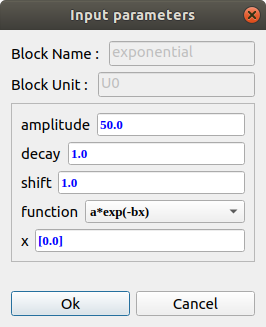 Input parameters
Block Name : exponential
Block Unit : U0
amplitude 50.0
decay 1.0
shift 1.0
function a*exp(-bx)
x [0.0]
Ok Cancel